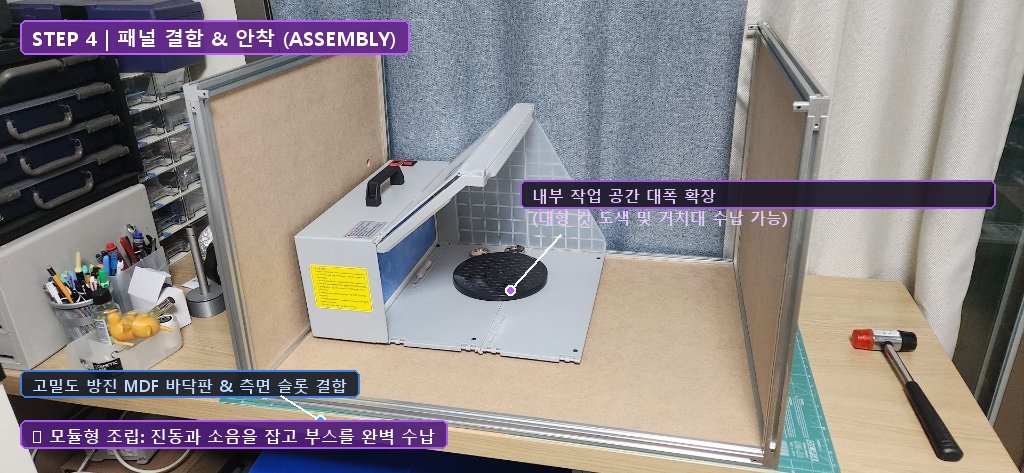 STEP 4 | 패널 결합 & 안착 (ASSEMBLY)
내부 작업 공간 대폭 확장
(대형 킷 도색 및 거치대 수납 가능)
고밀도 방진 MDF 바닥판 & 측면 슬롯 결합
모듈형 조립: 진동과 소음을 잡고 부스를 완벽 수납